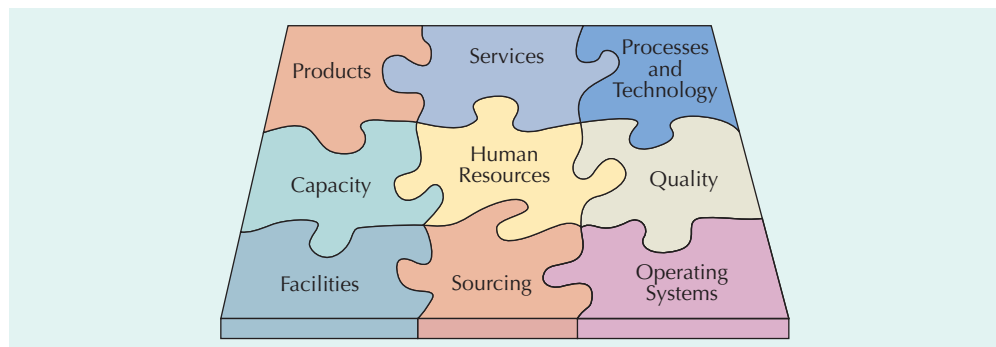 Products
Services
Processes
and
Technology
Capacity
Human
Resources
Quality
Facilities
Sourcing
Operating
Systems